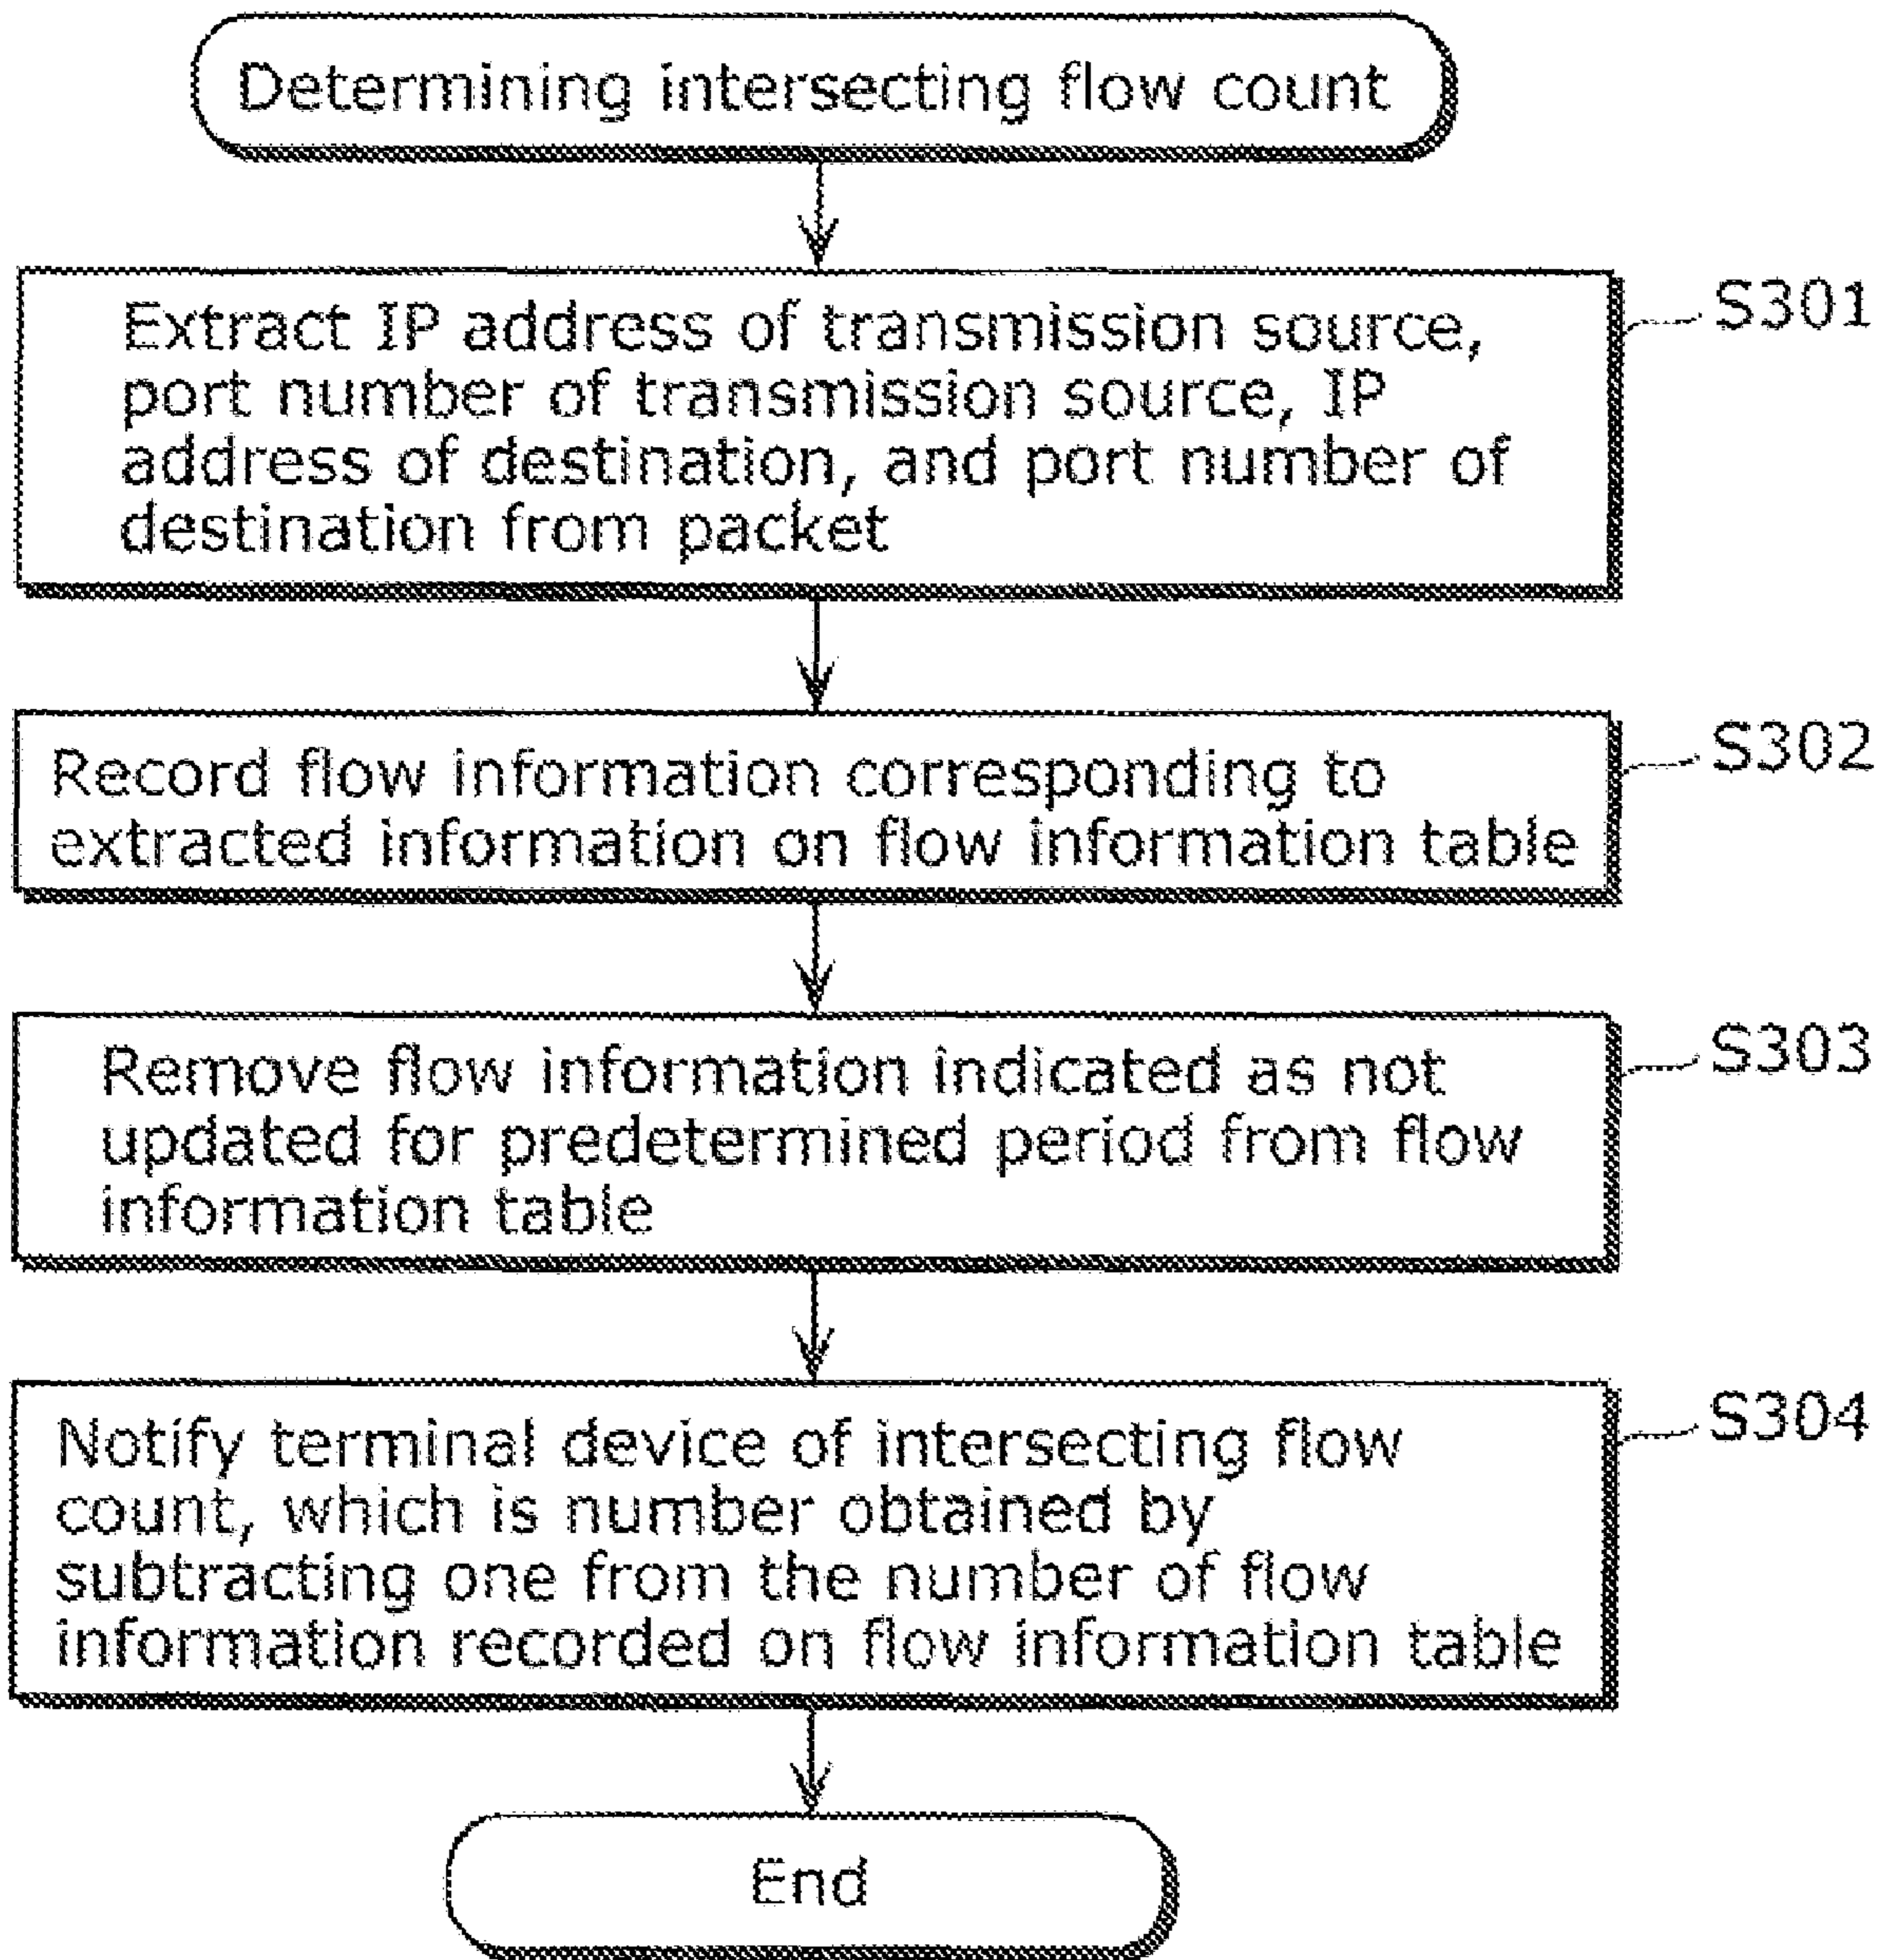 Determining intersecting flow count
Extract IP address of transmission source,
port number of transmission source, IP
address of destination, and port number of
destination from packet
S301
Record flow information corresponding to
extracted information on flow information table
S302
Remove flow information indicated as not
updated for predetermined period from flow
information table
S303
Notify terminal device of intersecting flow
count, which is number obtained by
subtracting one from the number of flow
information recorded on flow information table
S304
End